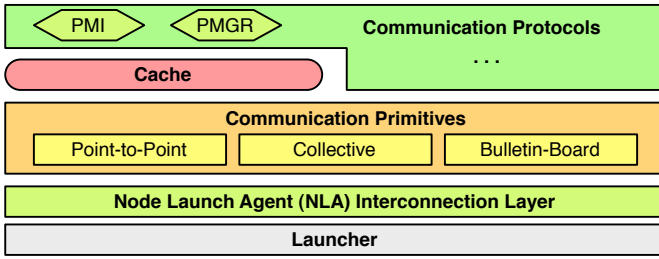 PMI PMGR Communication Protocols
. . .
Cache
Communication Primitives
Point-to-Point Collective Bulletin-Board
Node Launch Agent (NLA) Interconnection Layer
Launcher